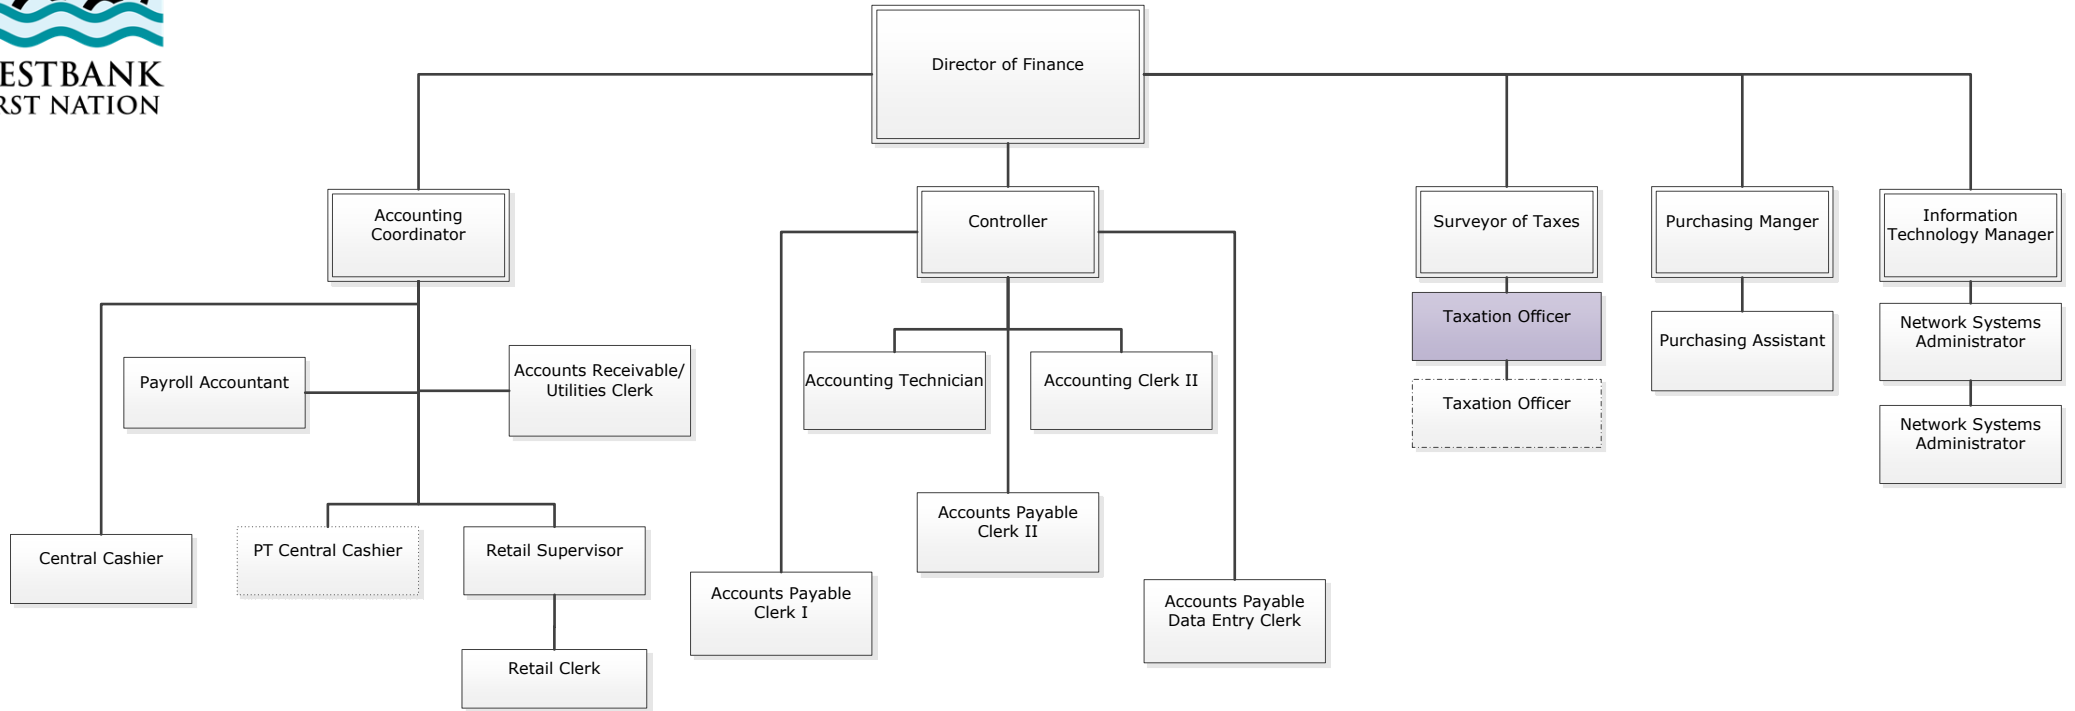 ESTBANK
RST NATION
Director of Finance
Accounting
Coordinator
Controller
Surveyor of Taxes
Purchasing Manger
Information
Technology Manager
Taxation Officer
Purchasing Assistant
Network Systems
Administrator
Payroll Accountant
Accounts Receivable/
Utilities Clerk
Accounting Technician
Accounting Clerk II
Taxation Officer
Network Systems
Administrator
Accounts Payable
Clerk II
Central Cashier
PT Central Cashier
Retail Supervisor
Accounts Payable
Clerk I
Accounts Payable
Data Entry Clerk
Retail Clerk